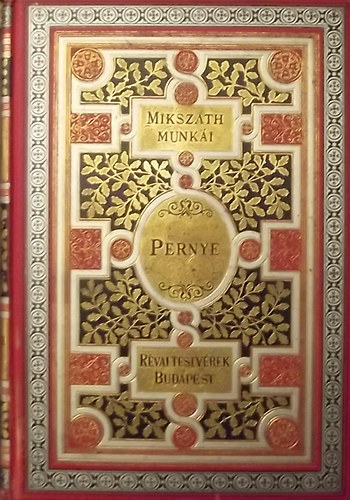 MIKSZÁTH
MUNKÁI
PERNYE
RÉVAI TESTVÉREK
BUDAPEST